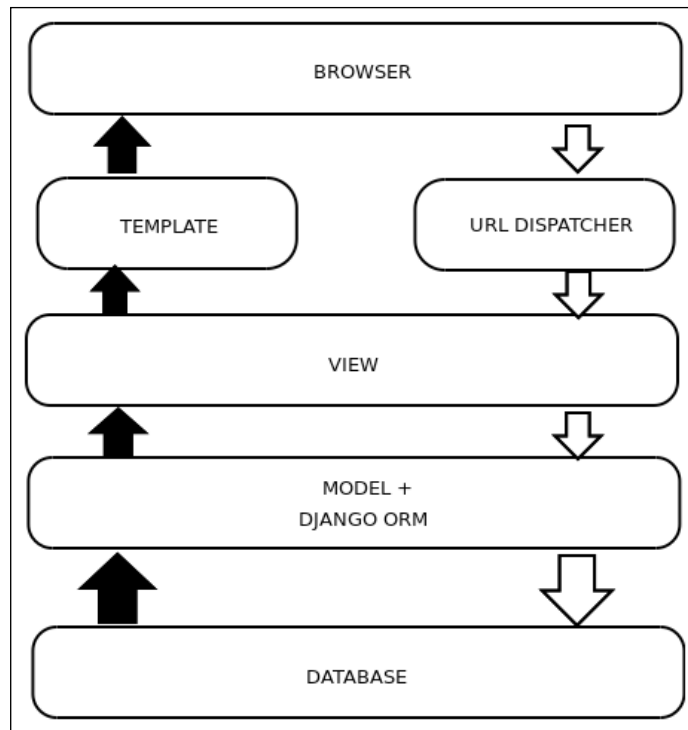 BROWSER
TEMPLATE
URL DISPATCHER
VIEW
MODEL +
DJANGO ORM
DATABASE